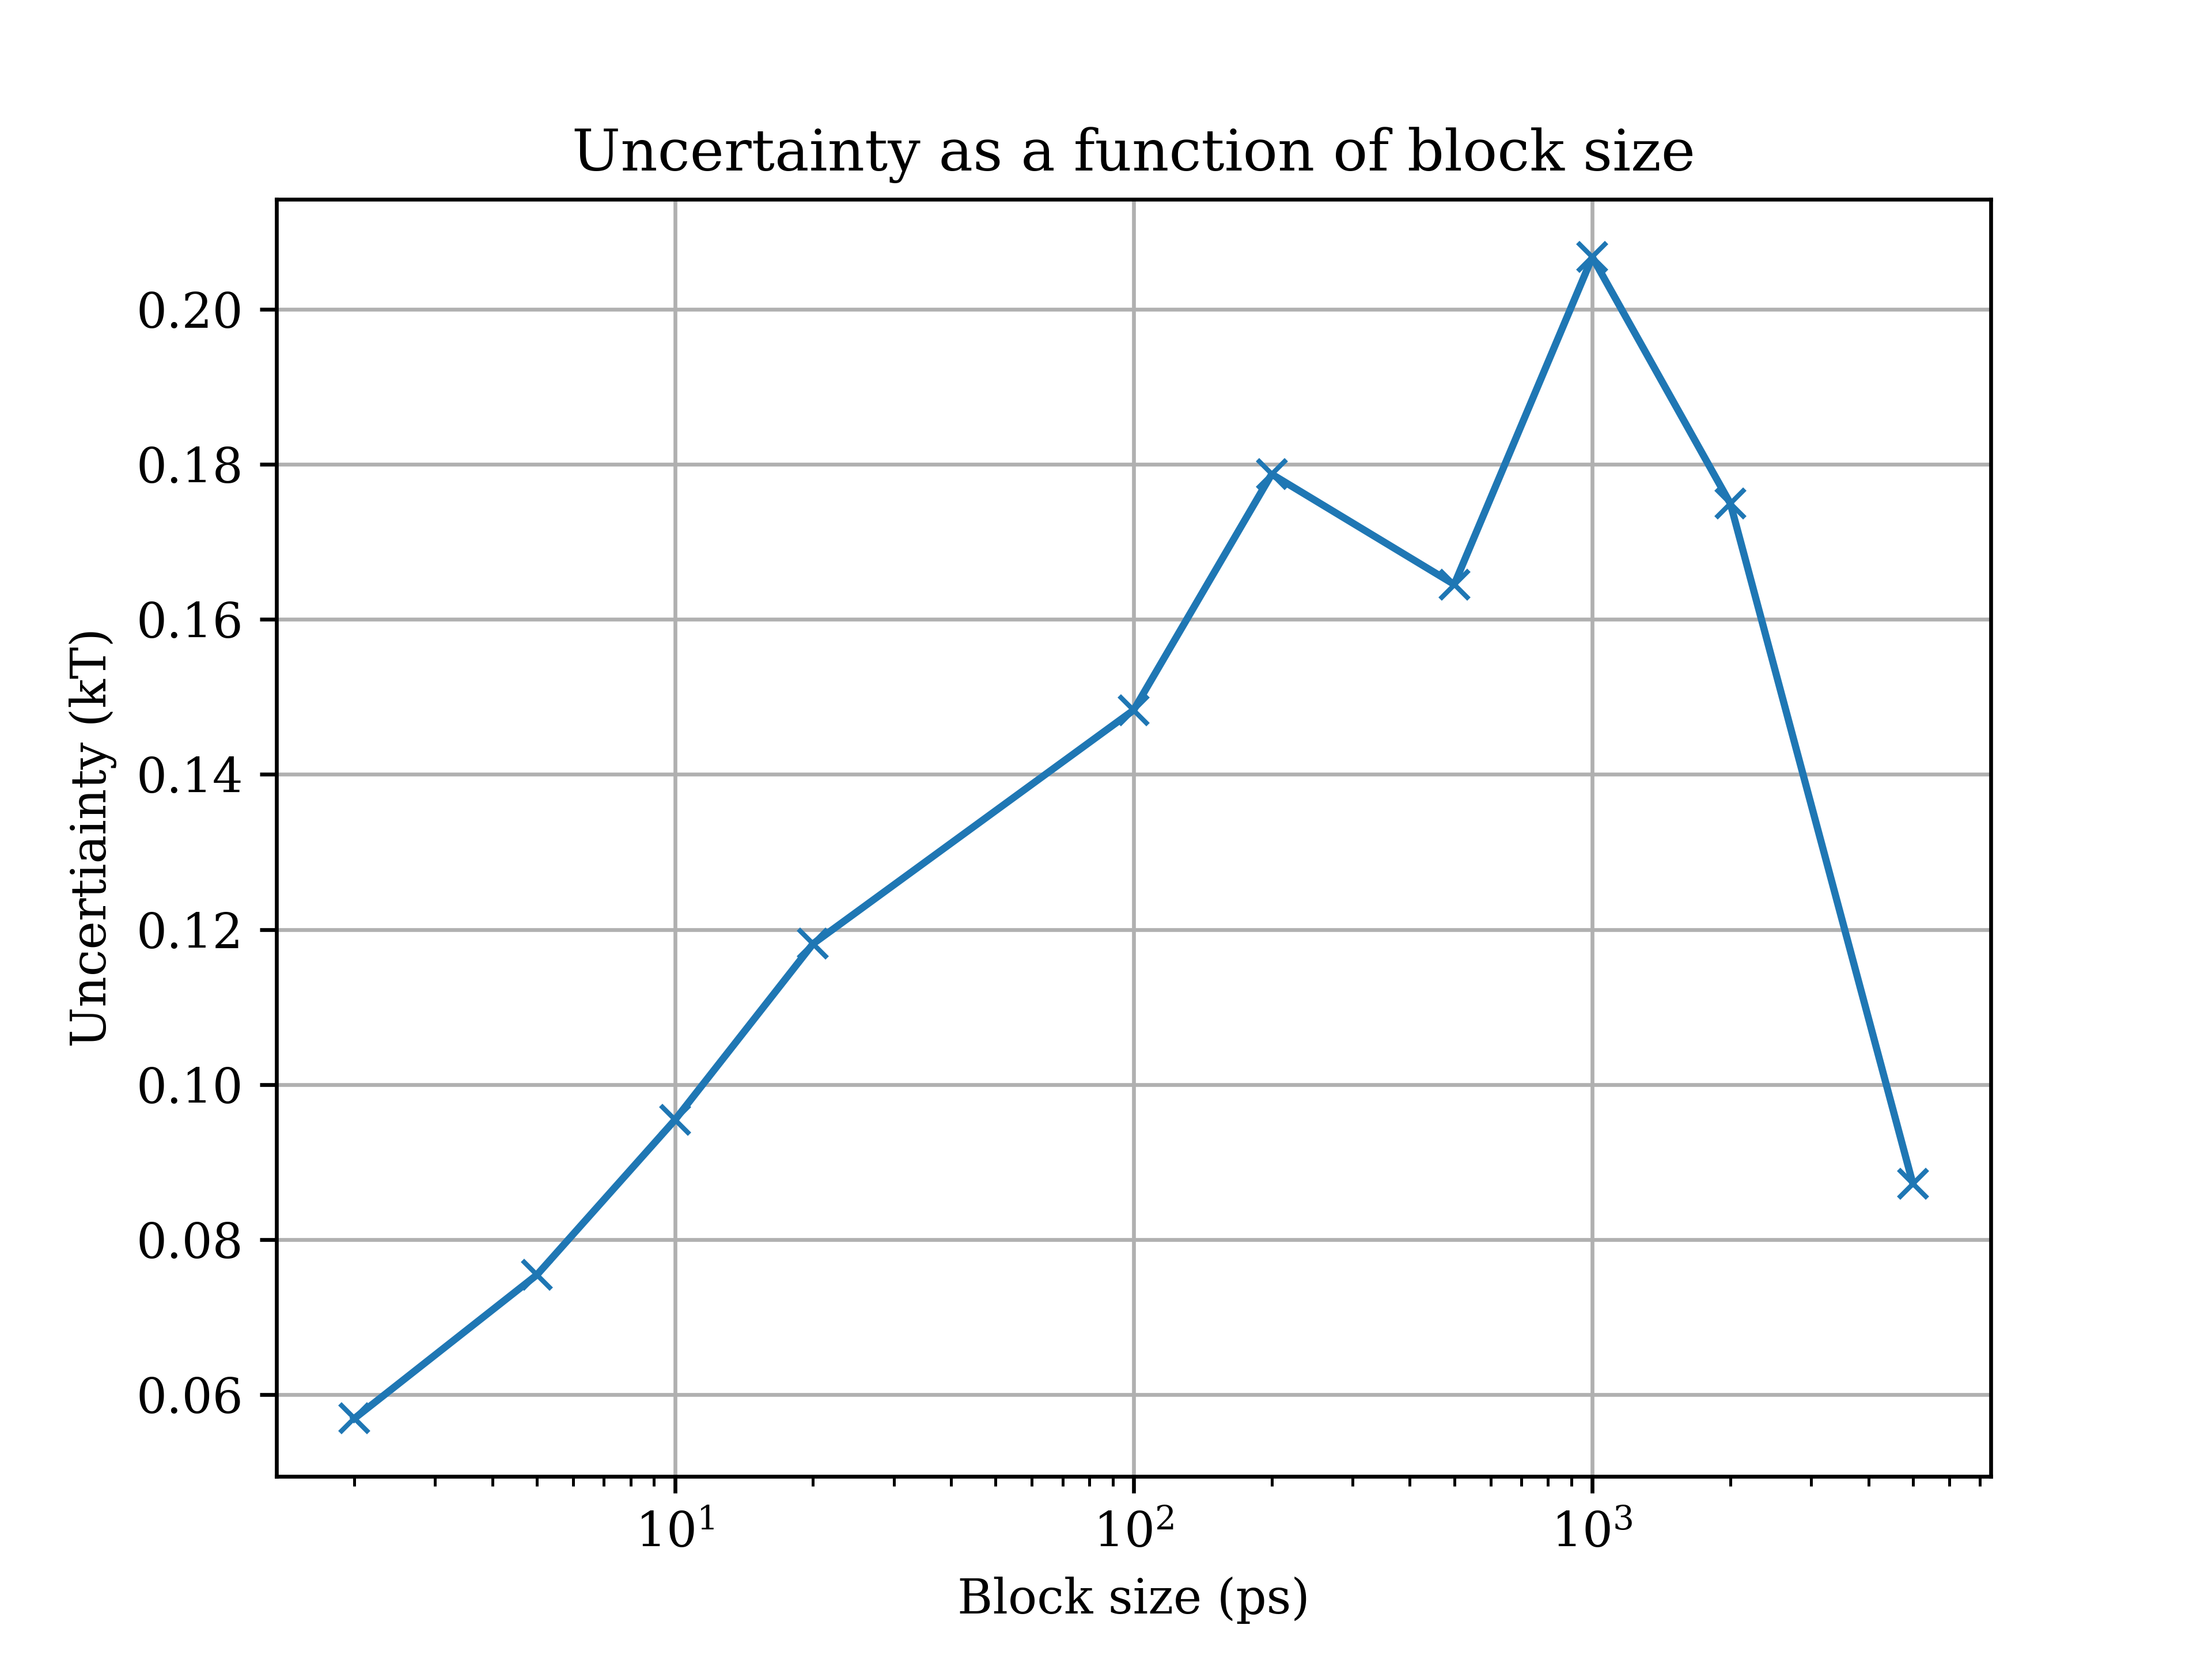 Uncertainty as a function of block size
0.20
0.18
0.16
0.14
0.12
0.10
0.08
0.06
Uncertiainty (kT)
10¹ 10² 10³
Block size (ps)